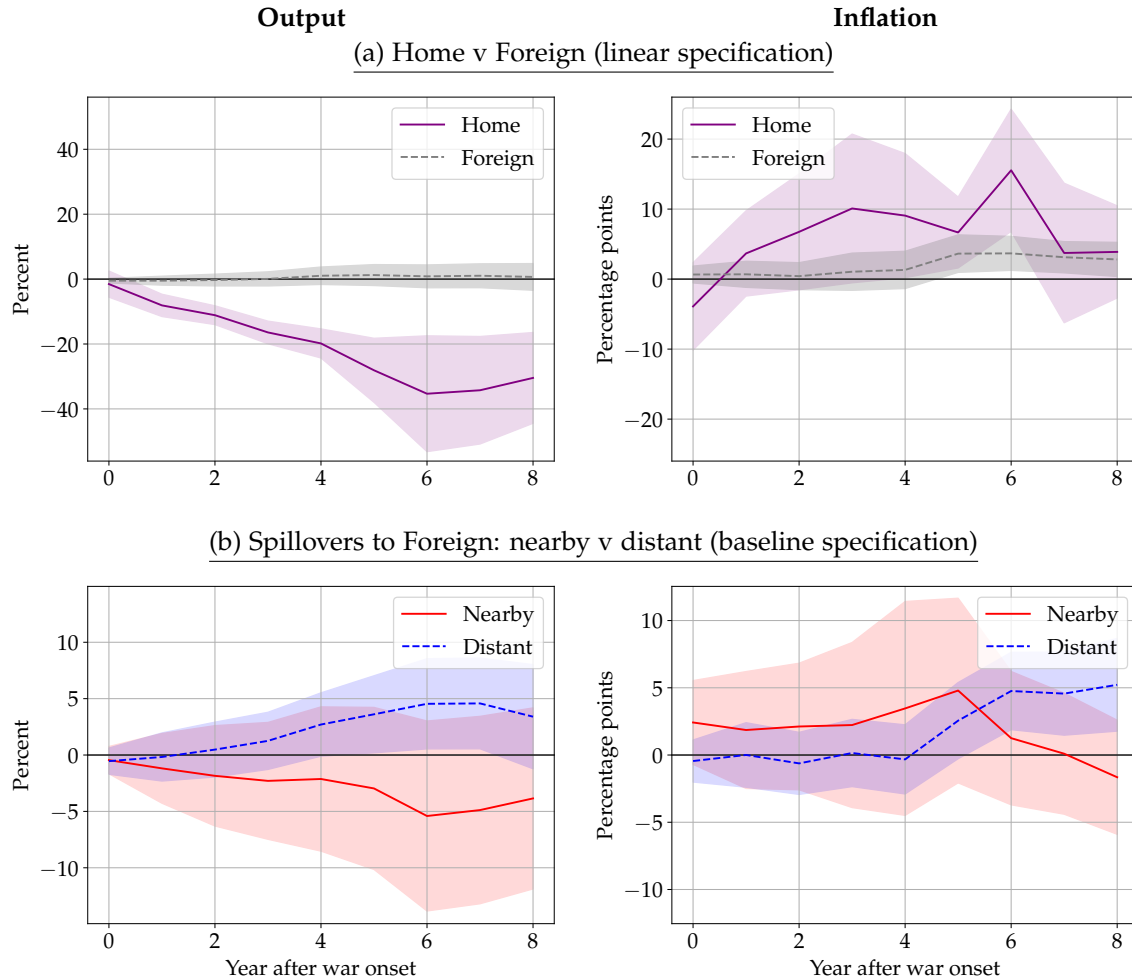 Output Inflation
(a) Home v Foreign (linear specification)
Home
Foreign
Percent
40
20
0
−20
−40
0 2 4 6 8
Home
Foreign
Percentage points
20
10
0
−10
−20
0 2 4 6 8
(b) Spillovers to Foreign: nearby v distant (baseline specification)
Nearby
Distant
Percent
10
5
0
−5
−10
0 2 4 6 8
Year after war onset
Nearby
Distant
Percentage points
10
5
0
−5
−10
0 2 4 6 8
Year after war onset